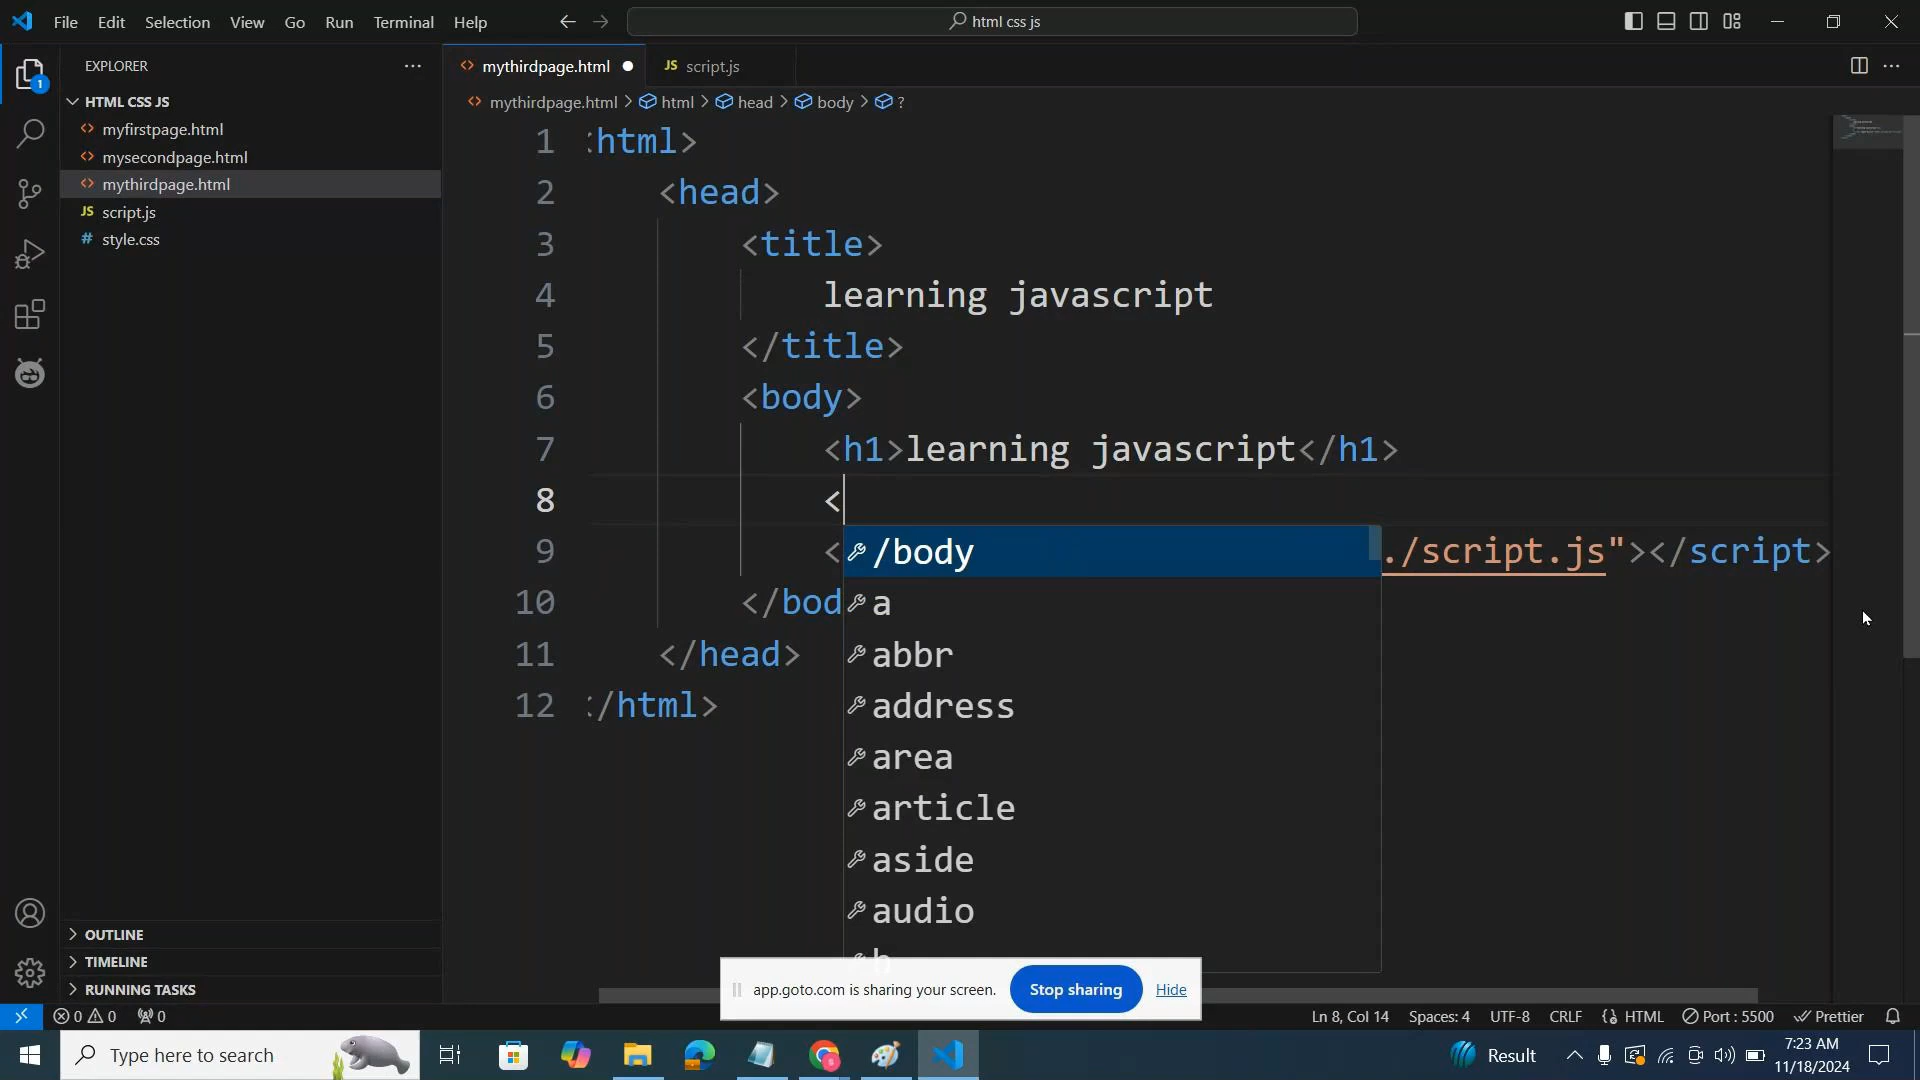 File Edit Selection View Go Run Terminal Help
html css js
EXPLORER
mythirdpage.html
JS script.js
mythirdpage.html > html > head > body > ?
HTML CSS JS
myfirstpage.html
mysecondpage.html
mythirdpage.html
JS script.js
# style.css
1
1 <html>
2 <head>
3 <title>
4 learning javascript
5 </title>
6 <body>
7 <h1>learning javascript</h1>
8 <
9 < ./script.js"></script>
10 </bod
11 </head>
12 </html>
/body
a
abbr
address
area
article
aside
audio
b
OUTLINE
TIMELINE
RUNNING TASKS
app.goto.com is sharing your screen. Stop sharing Hide
0 0 0
Ln 8, Col 14 Spaces: 4 UTF-8 CRLF HTML Port : 5500 Prettier
Type here to search
Result
7:23 AM
11/18/2024